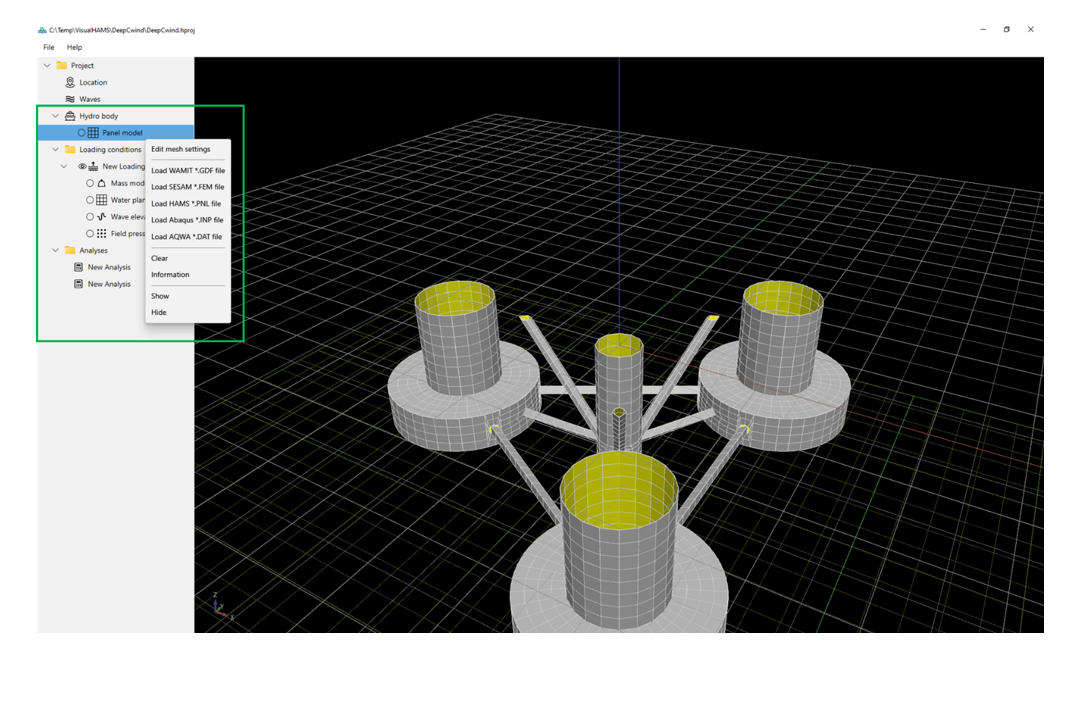 C:\Temp\VisualHAMS\DeepCwind\DeepCwind.hproj
File Help
Project
Location
Waves
Hydro body
Panel model
Loading conditions
New Loading
Mass mod
Water plan
Wave elev
Field press
Analyses
New Analysis
New Analysis
Edit mesh settings
Load WAMIT *.GDF file
Load SESAM *.FEM file
Load HAMS *.PNL file
Load Abaqus *.INP file
Load AQWA *.DAT file
Clear
Information
Show
Hide
Z
Y
X